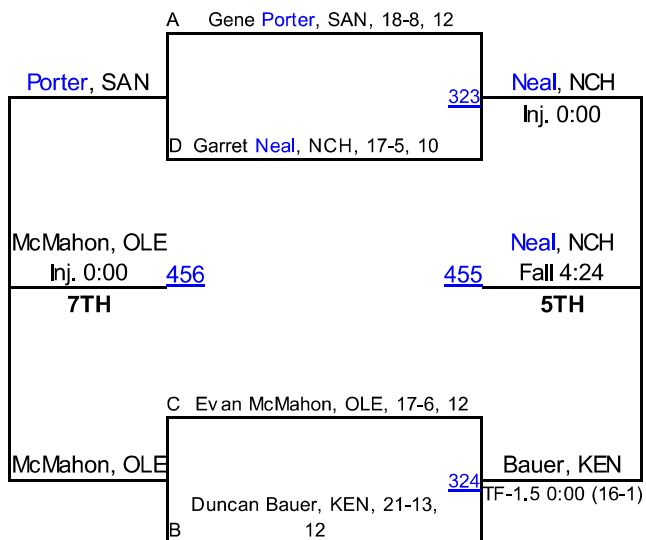 A Gene Porter, SAN, 18-8, 12
Porter, SAN
323
Neal, NCH
Inj. 0:00
D Garret Neal, NCH, 17-5, 10
McMahon, OLE
Inj. 0:00
456
7TH
455
Neal, NCH
Fall 4:24
5TH
C Evan McMahon, OLE, 17-6, 12
McMahon, OLE
324
Bauer, KEN
TF-1.5 0:00 (16-1)
Duncan Bauer, KEN, 21-13,
B 12